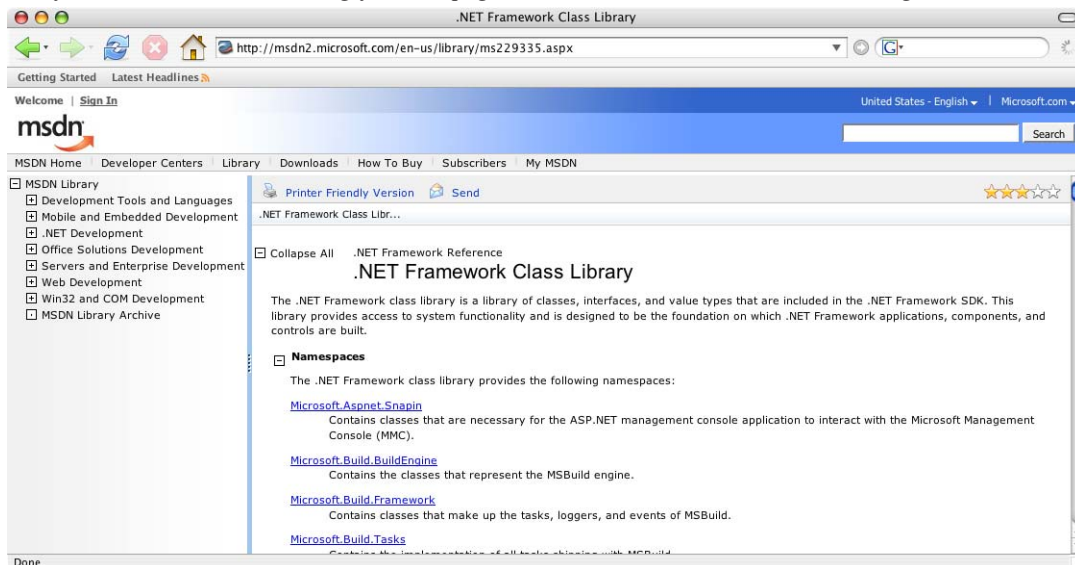 .NET Framework Class Library
http://msdn2.microsoft.com/en-us/library/ms229335.aspx
G
Getting Started Latest Headlines
Welcome | Sign In United States - English | Microsoft.com
msdn
Search
MSDN Home Developer Centers Library Downloads How To Buy Subscribers My MSDN
MSDN Library
Development Tools and Languages
Mobile and Embedded Development
.NET Development
Office Solutions Development
Servers and Enterprise Development
Web Development
Win32 and COM Development
MSDN Library Archive
Printer Friendly Version Send
.NET Framework Class Libr...
Collapse All .NET Framework Reference
.NET Framework Class Library
The .NET Framework class library is a library of classes, interfaces, and value types that are included in the .NET Framework SDK. This
library provides access to system functionality and is designed to be the foundation on which .NET Framework applications, components, and
controls are built.
Namespaces
The .NET Framework class library provides the following namespaces:
Microsoft.Aspnet.Snapin
Contains classes that are necessary for the ASP.NET management console application to interact with the Microsoft Management
Console (MMC).
Microsoft.Build.BuildEngine
Contains the classes that represent the MSBuild engine.
Microsoft.Build.Framework
Contains classes that make up the tasks, loggers, and events of MSBuild.
Microsoft.Build.Tasks
Contains the implementation of all tasks shipping with MSBuild
Done